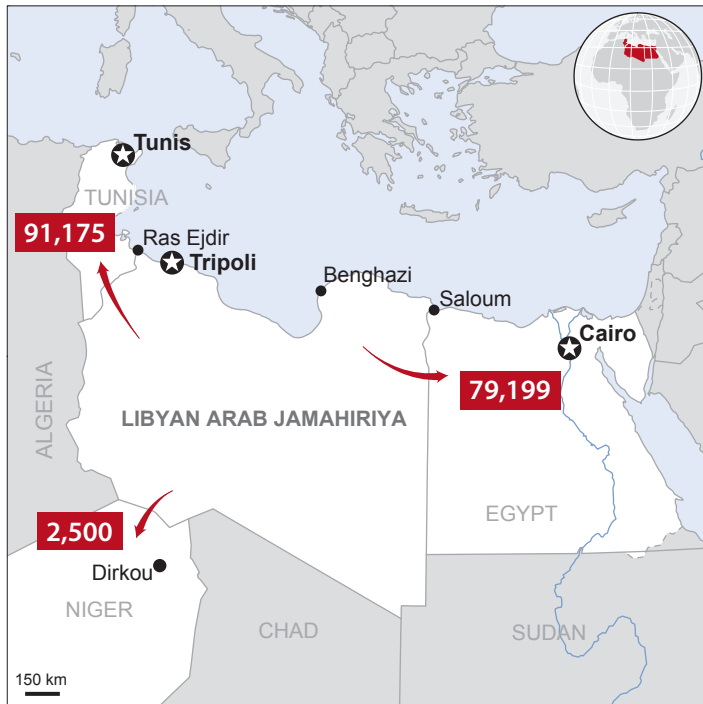 Tunis
TUNISIA
91,175
Ras Ejdir
Tripoli
Benghazi
Saloum
Cairo
79,199
ALGERIA
LIBYAN ARAB JAMAHIRIYA
2,500
EGYPT
Dirkou
NIGER
CHAD
SUDAN
150 km